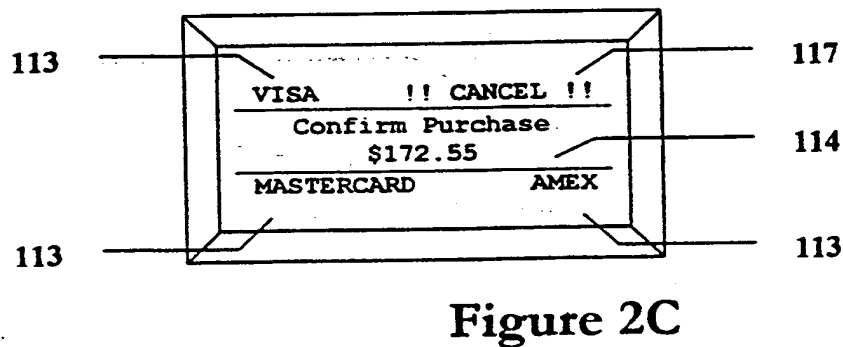 113
117
VISA !! CANCEL !!
Confirm Purchase
$172.55
114
MASTERCARD AMEX
113
113
Figure 2C